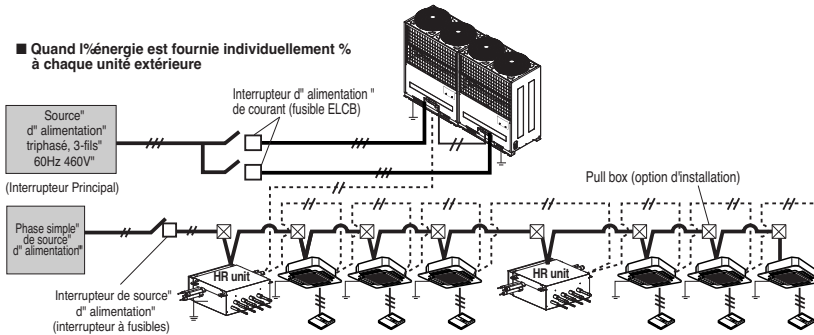 ■ Quand l%énergie est fournie individuellement %
à chaque unité extérieure
Interrupteur d" alimentation "
de courant (fusible ELCB)
Source"
d" alimentation"
triphasé, 3-fils"
60Hz 460V"
(Interrupteur Principal)
Pull box (option d'installation)
Phase simple"
de source"
d" alimentation"
HR unit
HR unit
Interrupteur de source"
d" alimentation"
(interrupteur à fusibles)